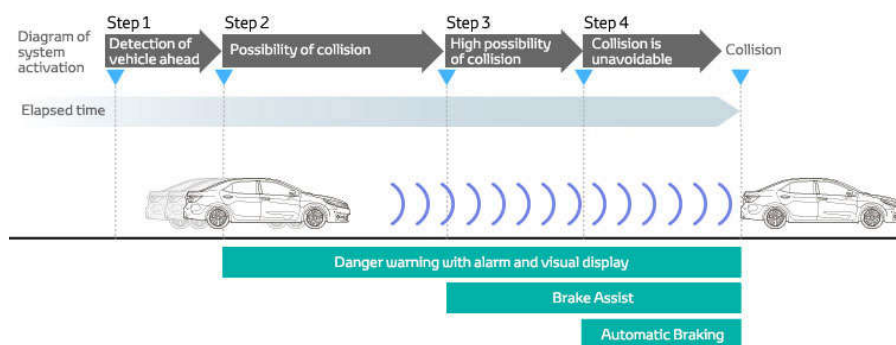 Diagram of
system
activation
Step 1
Detection of
vehicle ahead
Step 2
Possibility of collision
Step 3
High possibility
of collision
Step 4
Collision is
unavoidable
Collision
Elapsed time
Danger warning with alarm and visual display
Brake Assist
Automatic Braking